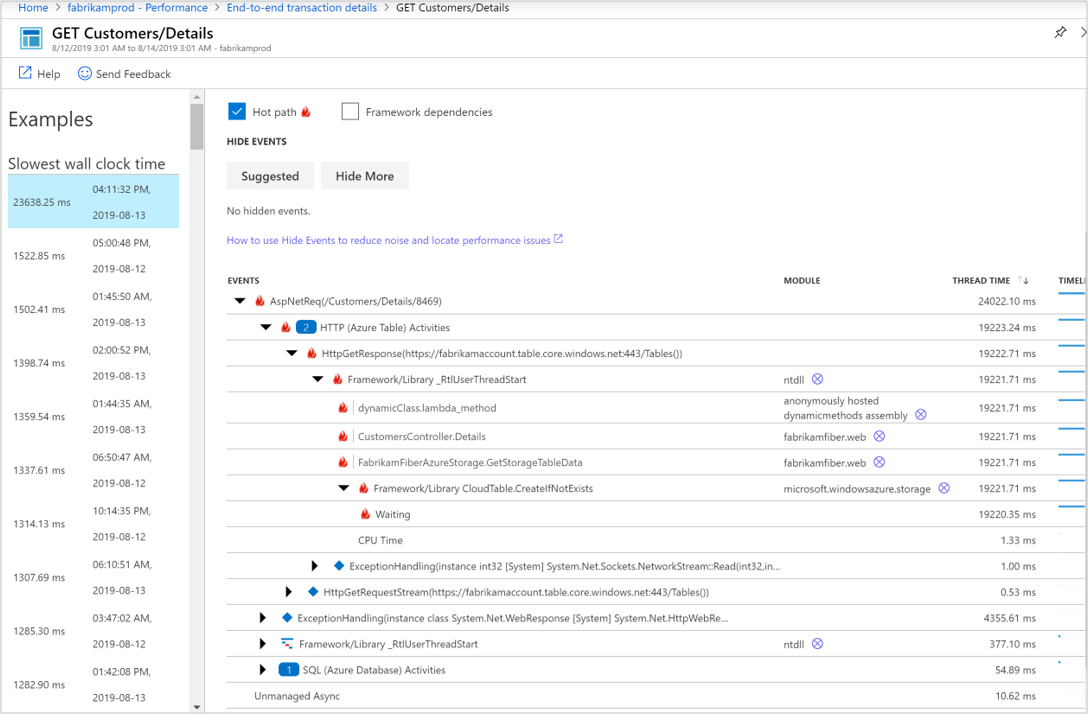 Home > fabrikamprod - Performance > End-to-end transaction details > GET Customers/Details
GET Customers/Details
8/12/2019 3:01 AM to 8/14/2019 3:01 AM - fabrikamprod
Help Send Feedback
Examples
Slowest wall clock time
23638.25 ms 04:11:32 PM,
2019-08-13
1522.85 ms 05:00:48 PM,
2019-08-12
1502.41 ms 01:45:50 AM,
2019-08-13
1398.74 ms 02:00:52 PM,
2019-08-13
1359.54 ms 01:44:35 AM,
2019-08-13
1337.61 ms 06:50:47 AM,
2019-08-12
1314.13 ms 10:14:35 PM,
2019-08-12
1307.69 ms 06:10:51 AM,
2019-08-13
1285.30 ms 03:47:02 AM,
2019-08-12
1282.90 ms 01:42:08 PM,
2019-08-13
Hot path Framework dependencies
HIDE EVENTS
Suggested Hide More
No hidden events.
How to use Hide Events to reduce noise and locate performance issues
EVENTS MODULE THREAD TIME TIMELI
AspNetReq(/Customers/Details/8469) 24022.10 ms
2 HTTP (Azure Table) Activities 19223.24 ms
HttpGetResponse(https://fabrikamaccount.table.core.windows.net:443/Tables()) 19222.71 ms
Framework/Library _RtlUserThreadStart ntdll 19221.71 ms
dynamicClass.lambda_method anonymously hosted
dynamicmethods assembly 19221.71 ms
CustomersController.Details fabrikamfiber.web 19221.71 ms
FabrikamFiberAzureStorage.GetStorageTableData fabrikamfiber.web 19221.71 ms
Framework/Library CloudTable.CreateIfNotExists microsoft.windowsazure.storage 19221.71 ms
Waiting 19220.35 ms
CPU Time 1.33 ms
ExceptionHandling(instance int32 [System] System.Net.Sockets.NetworkStream::Read(int32,in... 1.00 ms
HttpGetRequestStream(https://fabrikamaccount.table.core.windows.net:443/Tables()) 0.53 ms
ExceptionHandling(instance class System.Net.WebResponse [System] System.Net.HttpWebRe... 4355.61 ms
Framework/Library _RtlUserThreadStart ntdll 377.10 ms
1 SQL (Azure Database) Activities 54.89 ms
Unmanaged Async 10.62 ms